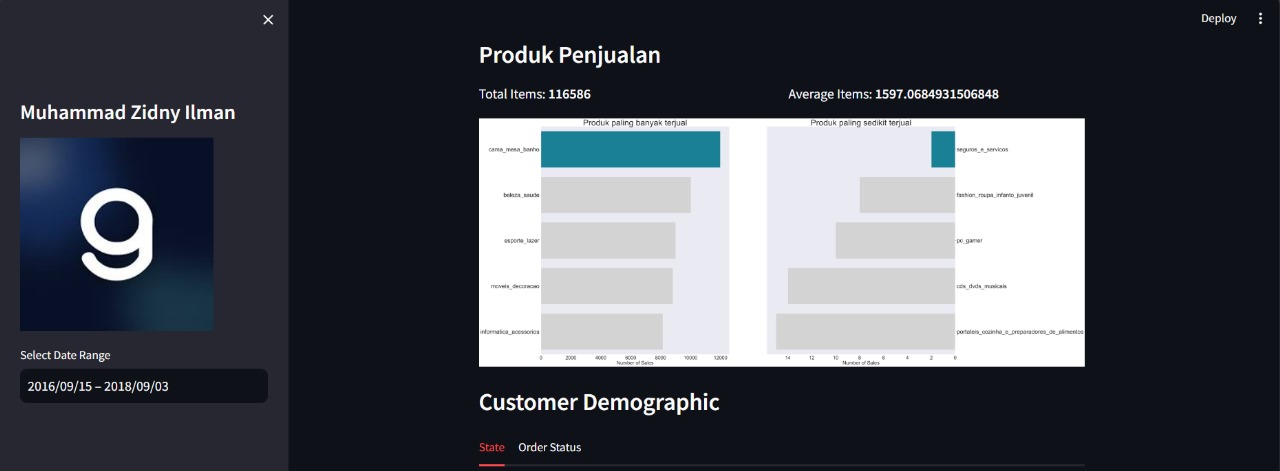 Deploy
Muhammad Zidny Ilman
g
Select Date Range
2016/09/15 – 2018/09/03
Produk Penjualan
Total Items: 116586
Average Items: 1597.0684931506848
Produk paling banyak terjual
cama_mesa_banho
beleza_saude
esporte_lazer
moveis_decoracao
informatica_acessorios
0 2000 4000 6000 8000 10000 12000
Number of Sales
Produk paling sedikit terjual
seguros_e_servicos
fashion_roupa_infanto_juvenil
pc_gamer
cds_dvds_musicais
portateis_cozinha_e_preparadores_de_alimentos
14 12 10 8 6 4 2 0
Number of Sales
Customer Demographic
State Order Status